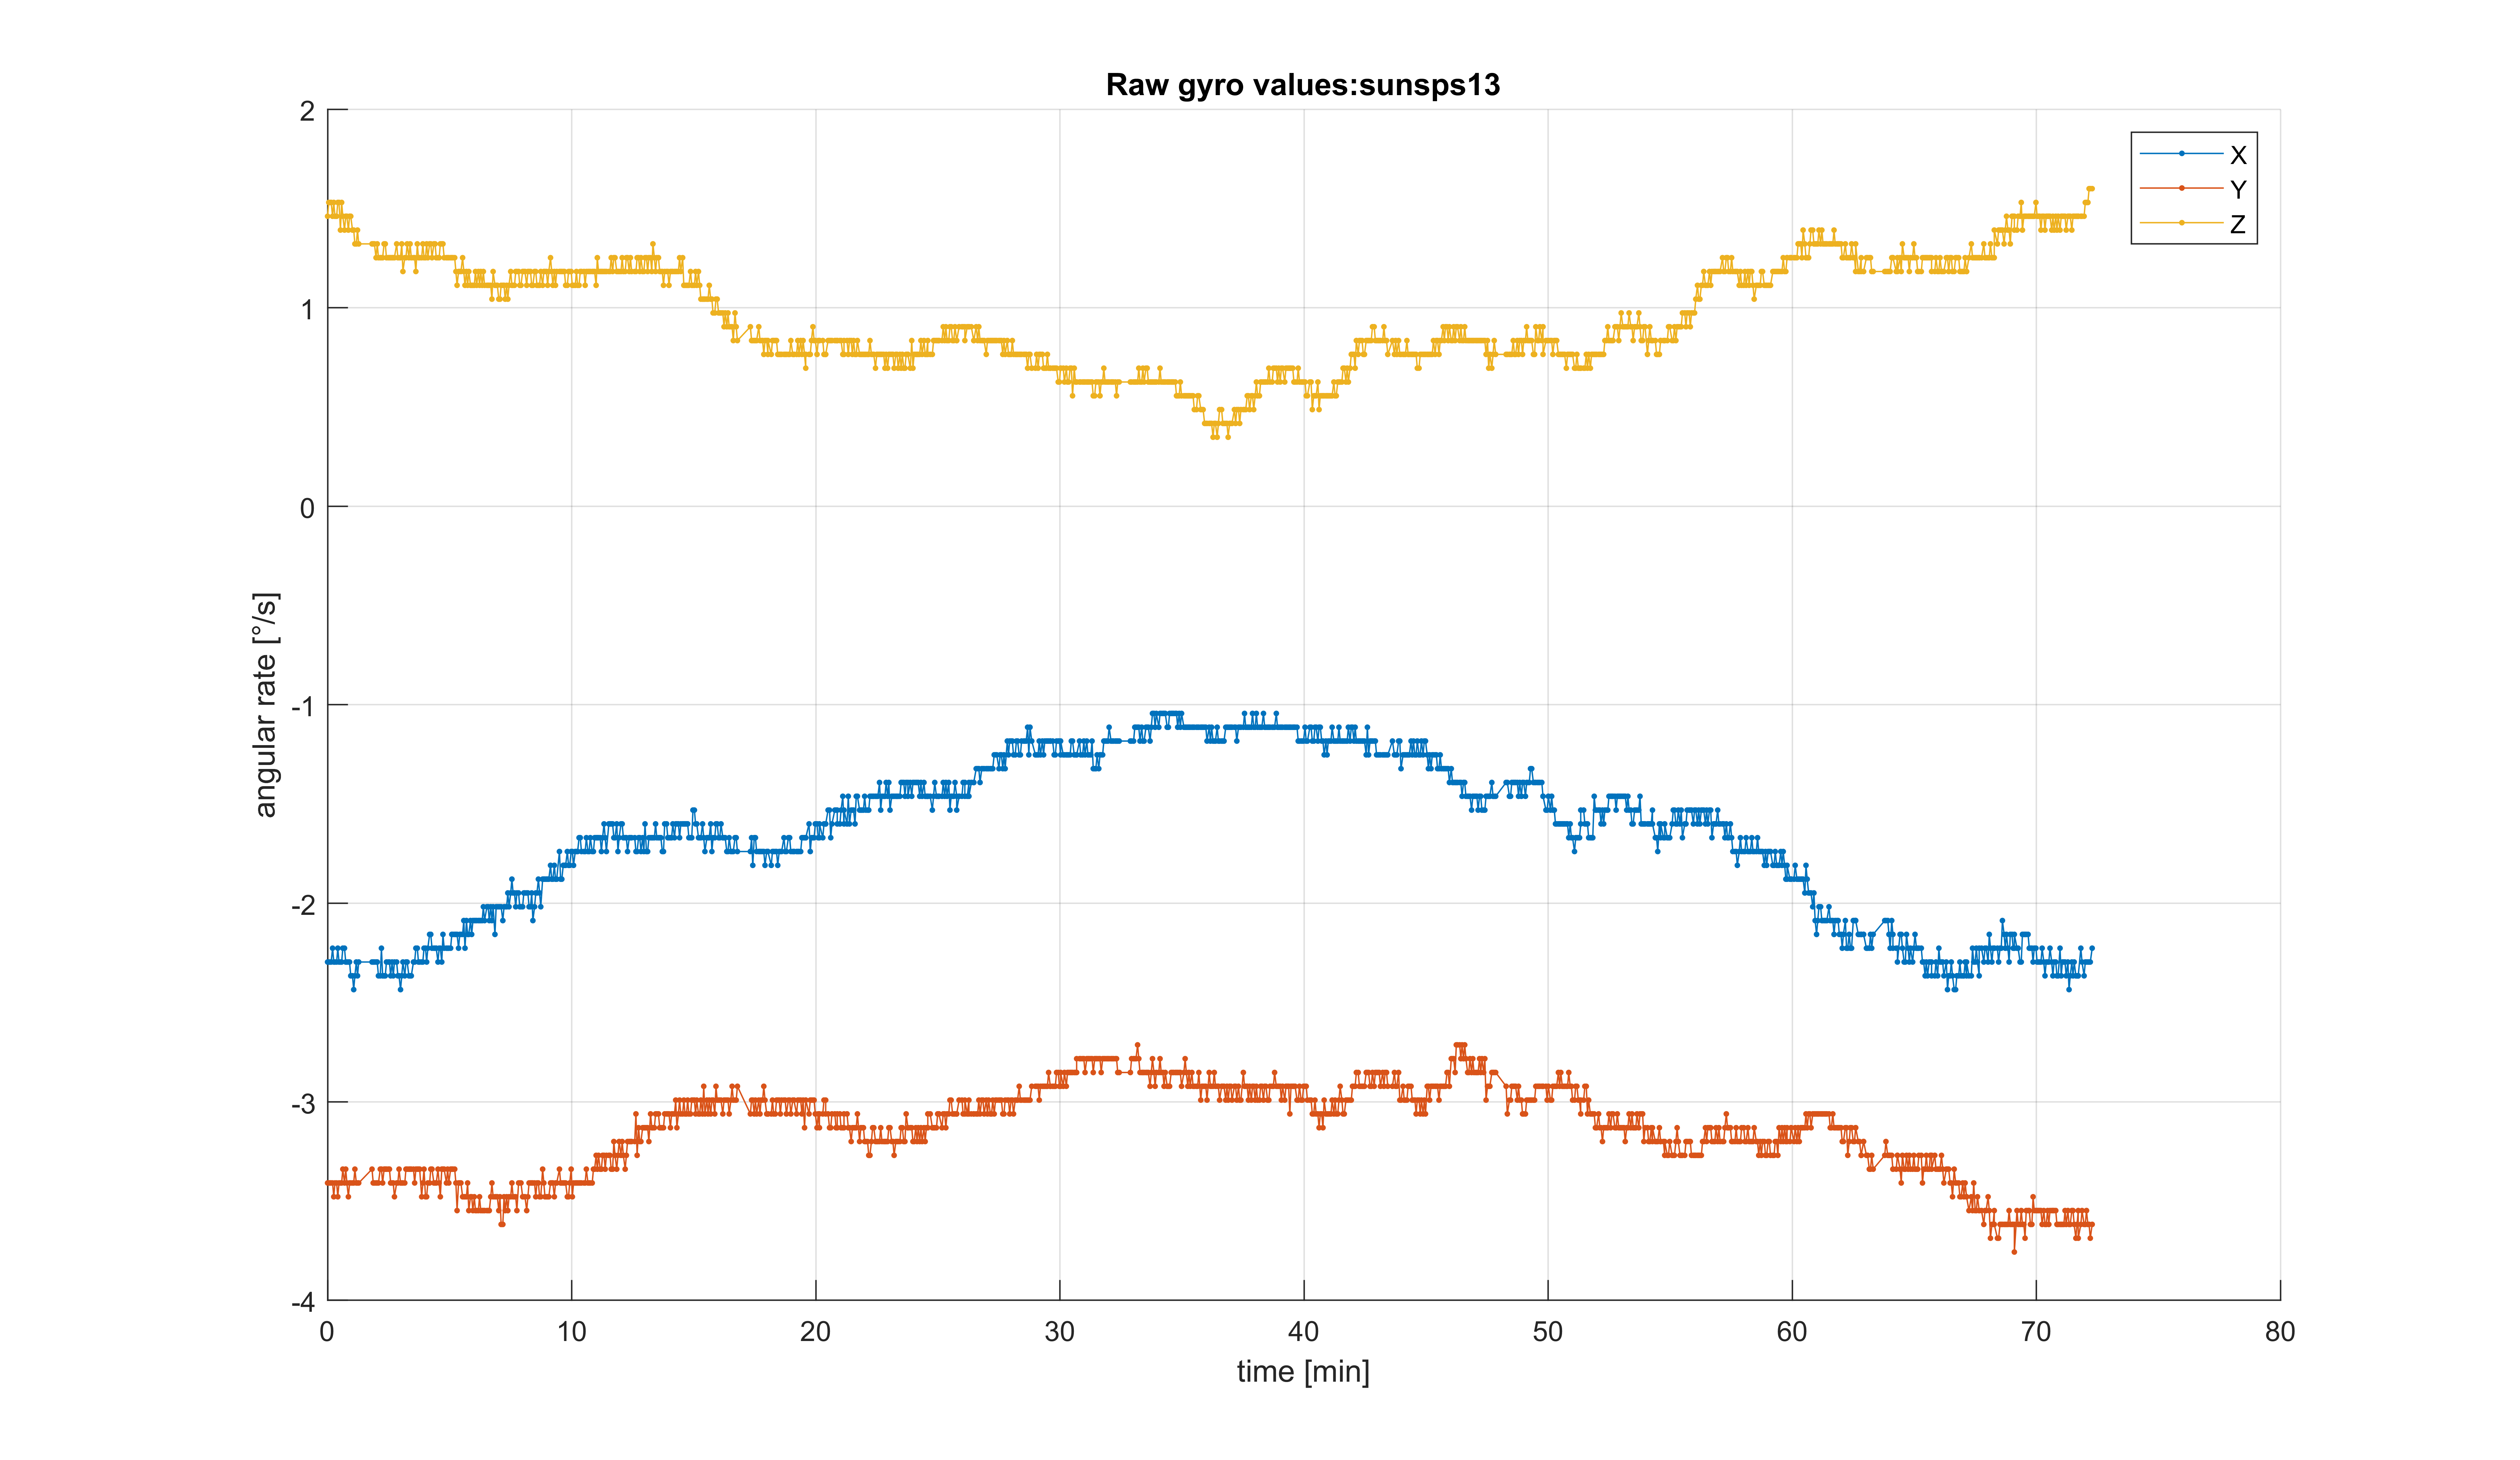 Raw gyro values:sunsps13
2
1
0
-1
-2
-3
-4
angular rate [°/s]
0 10 20 30 40 50 60 70 80
time [min]
X
Y
Z